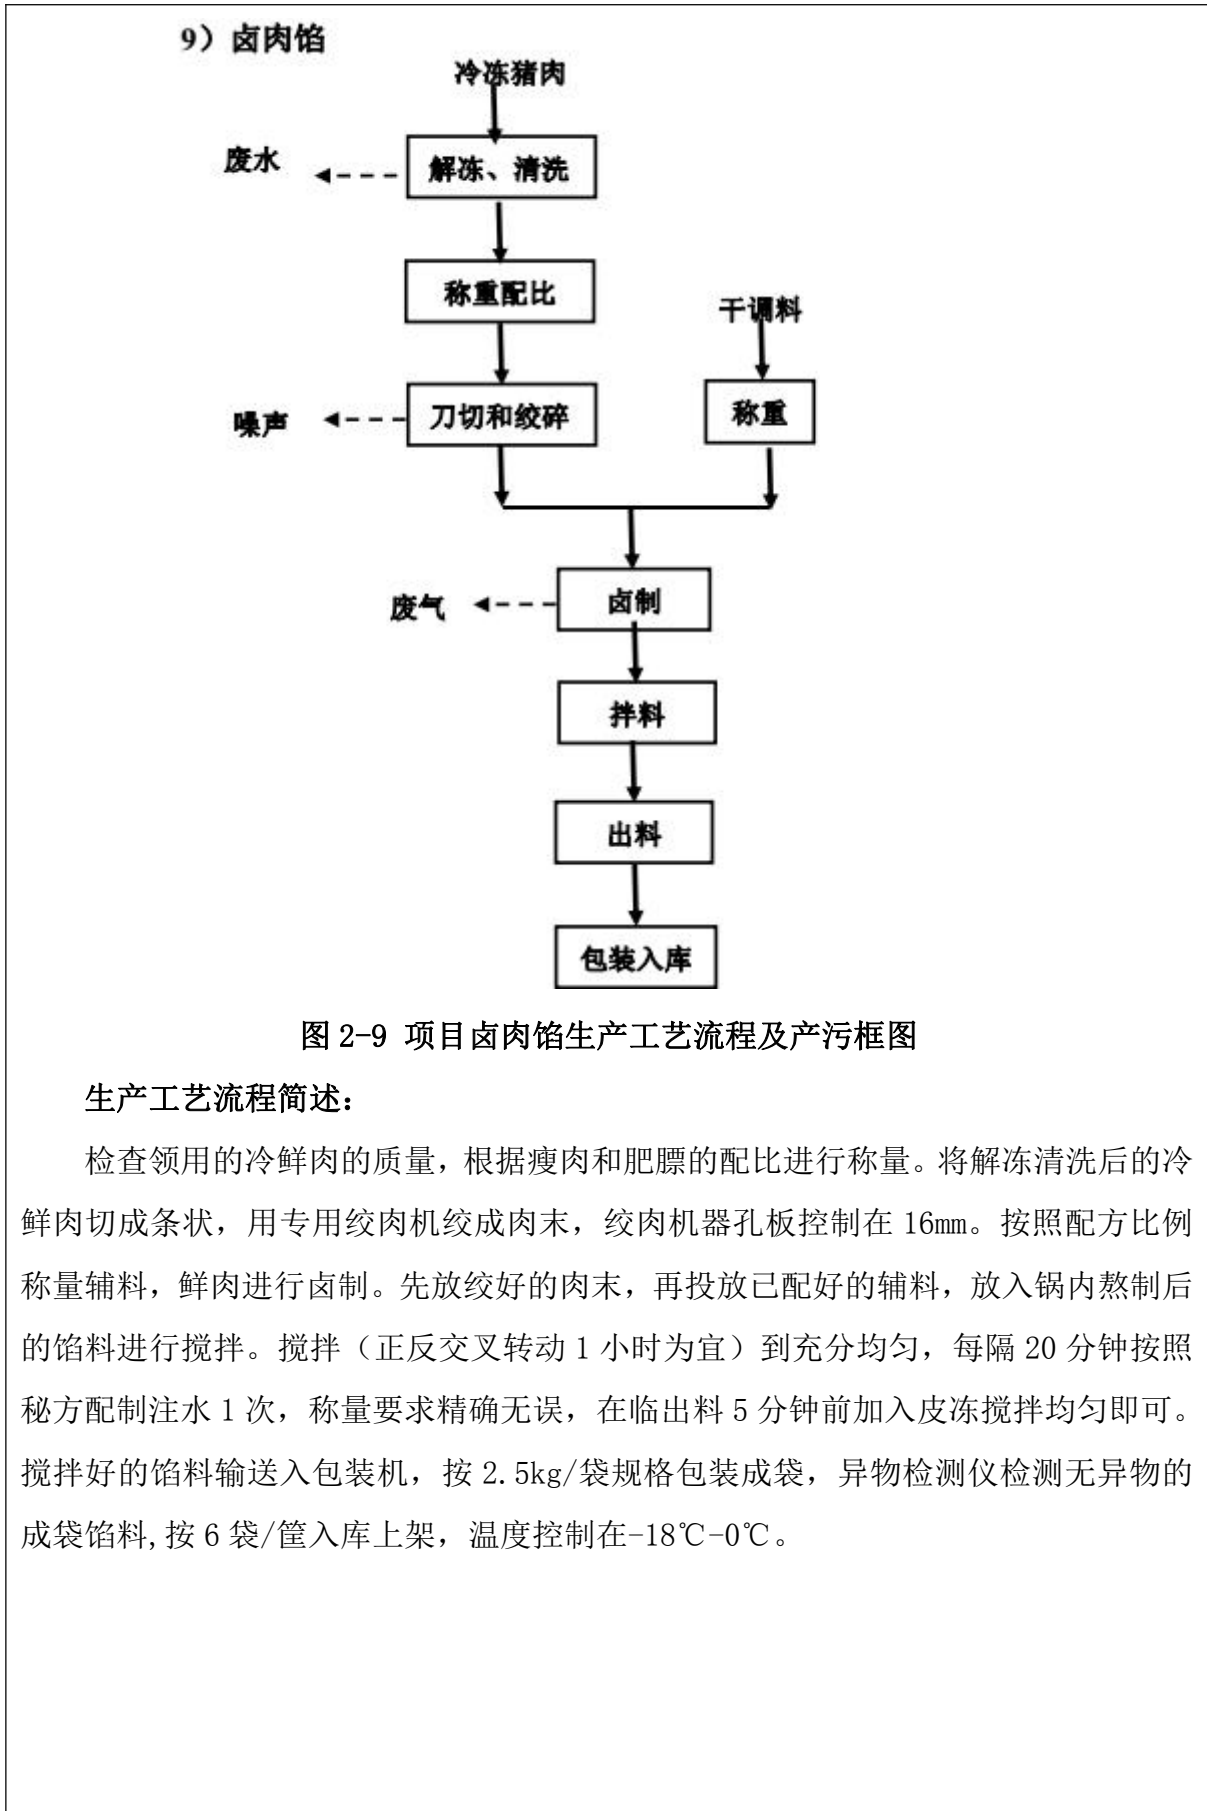 9）卤肉馅
冷冻猪肉
废水
解冻、清洗
称重配比
干调料
噪声
刀切和绞碎
称重
废气
卤制
拌料
出料
包装入库
图 2-9 项目卤肉馅生产工艺流程及产污框图
生产工艺流程简述：
检查领用的冷鲜肉的质量，根据瘦肉和肥膘的配比进行称量。将解冻清洗后的冷
鲜肉切成条状，用专用绞肉机绞成肉末，绞肉机器孔板控制在 16mm。按照配方比例
称量辅料，鲜肉进行卤制。先放绞好的肉末，再投放已配好的辅料，放入锅内熬制后
的馅料进行搅拌。搅拌（正反交叉转动 1 小时为宜）到充分均匀，每隔 20 分钟按照
秘方配制注水 1 次，称量要求精确无误，在临出料 5 分钟前加入皮冻搅拌均匀即可。
搅拌好的馅料输送入包装机，按 2.5kg/袋规格包装成袋，异物检测仪检测无异物的
成袋馅料,按 6 袋/筐入库上架，温度控制在-18℃-0℃。